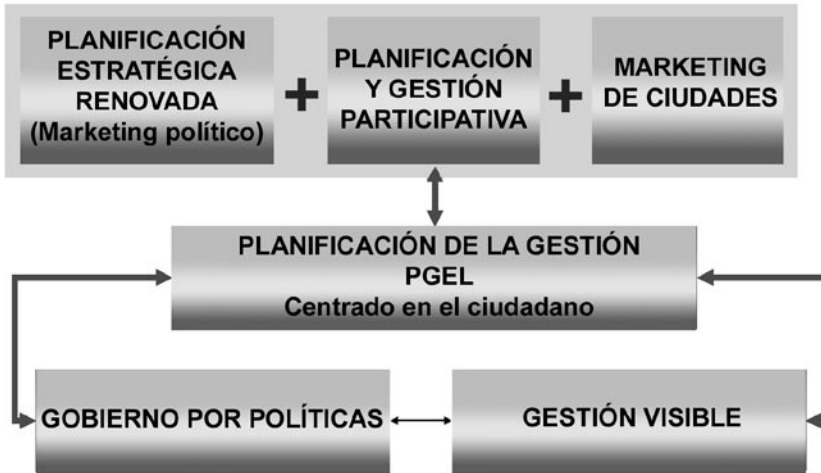 PLANIFICACIÓN
ESTRATÉGICA
RENOVADA
(Marketing político)
+
PLANIFICACIÓN
Y GESTIÓN
PARTICIPATIVA
+
MARKETING
DE CIUDADES
PLANIFICACIÓN DE LA GESTIÓN
PGEL
Centrado en el ciudadano
GOBIERNO POR POLÍTICAS
GESTIÓN VISIBLE